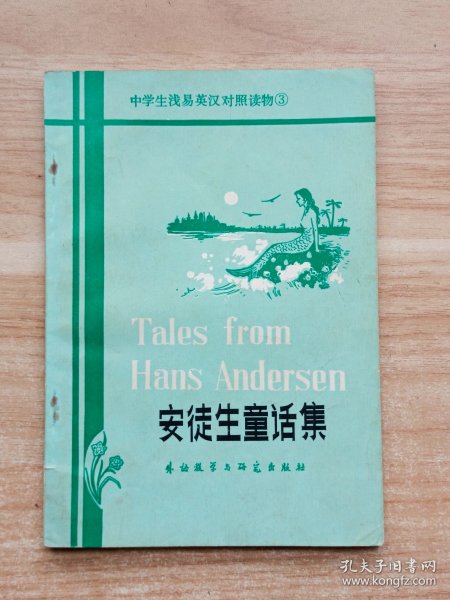 中学生浅易英汉对照读物③
Tales from
Hans Andersen
安徒生童话集
外语教学与研究出版社
孔夫子旧书网
www.kongfz.com